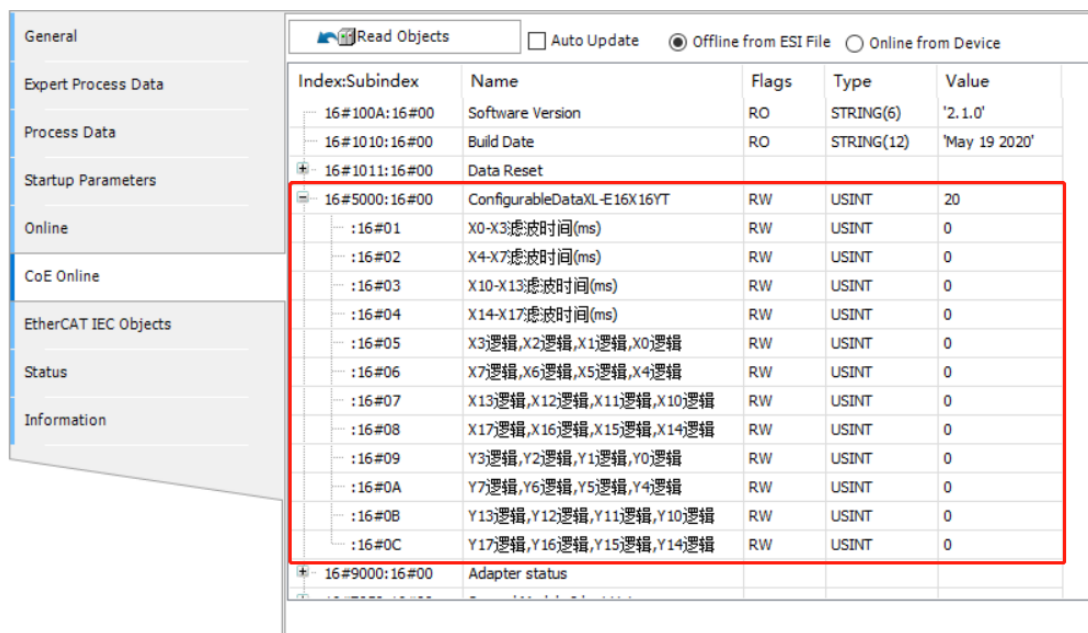 General
Expert Process Data
Process Data
Startup Parameters
Online
CoE Online
EtherCAT IEC Objects
Status
Information
Read Objects Auto Update Offline from ESI File Online from Device
Index:Subindex Name Flags Type Value
16#100A:16#00 Software Version RO STRING(6) '2.1.0'
16#1010:16#00 Build Date RO STRING(12) 'May 19 2020'
16#1011:16#00 Data Reset
16#5000:16#00 ConfigurableDataXL-E16X16YT RW USINT 20
:16#01 X0-X3滤波时间(ms) RW USINT 0
:16#02 X4-X7滤波时间(ms) RW USINT 0
:16#03 X10-X13滤波时间(ms) RW USINT 0
:16#04 X14-X17滤波时间(ms) RW USINT 0
:16#05 X3逻辑,X2逻辑,X1逻辑,X0逻辑 RW USINT 0
:16#06 X7逻辑,X6逻辑,X5逻辑,X4逻辑 RW USINT 0
:16#07 X13逻辑,X12逻辑,X11逻辑,X10逻辑 RW USINT 0
:16#08 X17逻辑,X16逻辑,X15逻辑,X14逻辑 RW USINT 0
:16#09 Y3逻辑,Y2逻辑,Y1逻辑,Y0逻辑 RW USINT 0
:16#0A Y7逻辑,Y6逻辑,Y5逻辑,Y4逻辑 RW USINT 0
:16#0B Y13逻辑,Y12逻辑,Y11逻辑,Y10逻辑 RW USINT 0
:16#0C Y17逻辑,Y16逻辑,Y15逻辑,Y14逻辑 RW USINT 0
16#9000:16#00 Adapter status